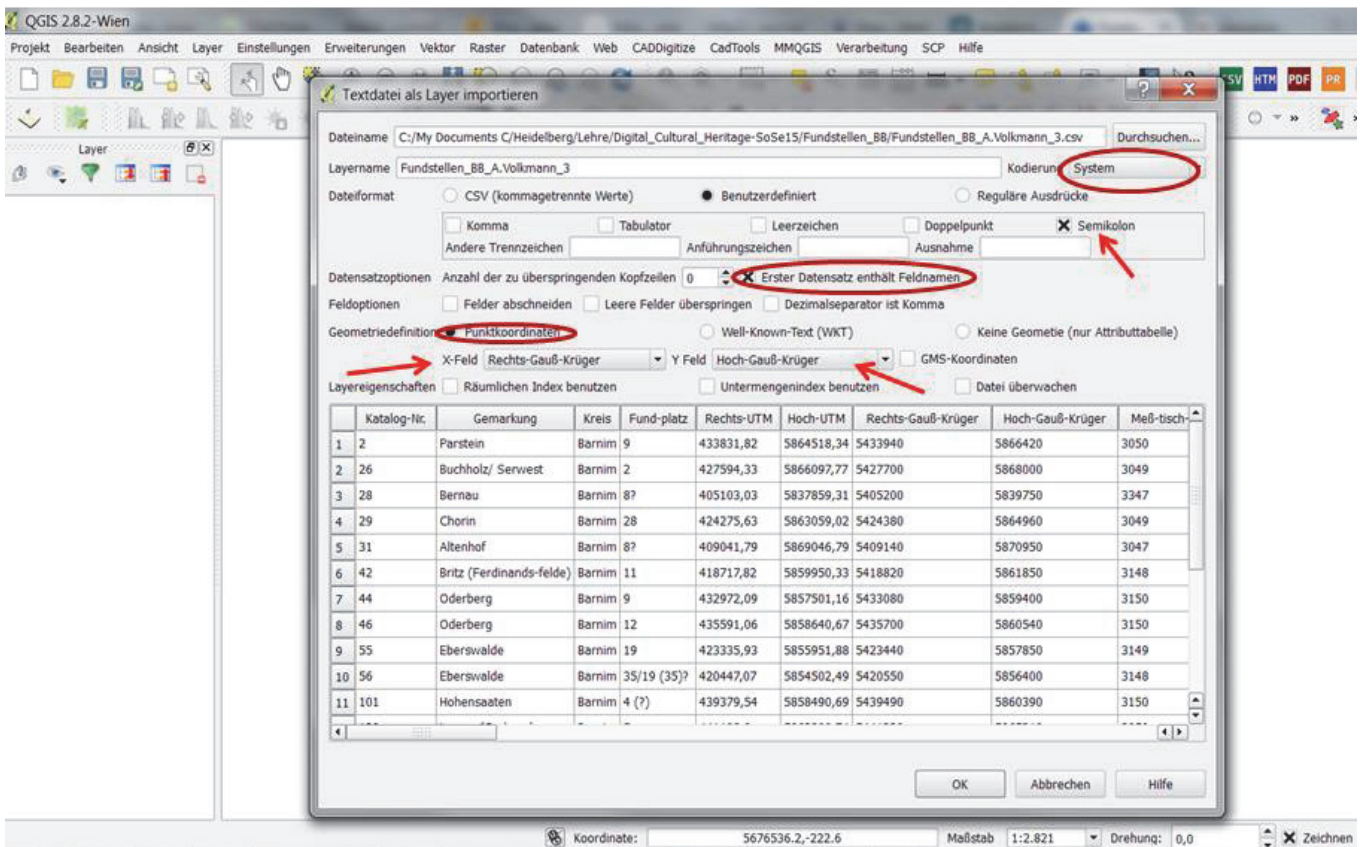 QGIS 2.8.2-Wien
Projekt Bearbeiten Ansicht Layer Einstellungen Erweiterungen Vektor Raster Datenbank Web CADDigitize CadTools MMQGIS Verarbeitung SCP Hilfe
SV HTM PDF PR
Textdatei als Layer importieren
Layer
Dateiname C:/My Documents C/Heidelberg/Lehre/Digital_Cultural_Heritage-SoSe15/Fundstellen_BB/Fundstellen_BB_A.Volkmann_3.csv Durchsuchen...
Layername Fundstellen_BB_A.Volkmann_3 Kodierung System
Dateiformat CSV (kommagetrennte Werte) Benutzerdefiniert Reguläre Ausdrücke
Komma Tabulator Leerzeichen Doppelpunkt Semikolon
Andere Trennzeichen Anführungszeichen Ausnahme
Datensatzoptionen Anzahl der zu überspringenden Kopfzeilen 0 Erster Datensatz enthält Feldnamen
Feldoptionen Felder abschneiden Leere Felder überspringen Dezimalseparator ist Komma
Geometriedefinition Punktkoordinaten Well-Known-Text (WKT) Keine Geometie (nur Attributtabelle)
X-Feld Rechts-Gauß-Krüger Y Feld Hoch-Gauß-Krüger GMS-Koordinaten
Layereigenschaften Räumlichen Index benutzen Untermengenindex benutzen Datei überwachen
Katalog-Nr. Gemarkung Kreis Fund-platz Rechts-UTM Hoch-UTM Rechts-Gauß-Krüger Hoch-Gauß-Krüger Meß-tisch-
1 2 Parstein Barnim 9 433831,82 5864518,34 5433940 5866420 3050
2 26 Buchholz/ Serwest Barnim 2 427594,33 5866097,77 5427700 5868000 3049
3 28 Bernau Barnim 8? 405103,03 5837859,31 5405200 5839750 3347
4 29 Chorin Barnim 28 424275,63 5863059,02 5424380 5864960 3049
5 31 Altenhof Barnim 8? 409041,79 5869046,79 5409140 5870950 3047
6 42 Britz (Ferdinands-felde) Barnim 11 418717,82 5859950,33 5418820 5861850 3148
7 44 Oderberg Barnim 9 432972,09 5857501,16 5433080 5859400 3150
8 46 Oderberg Barnim 12 435591,06 5858640,67 5435700 5860540 3150
9 55 Eberswalde Barnim 19 423335,93 5855951,88 5423440 5857850 3149
10 56 Eberswalde Barnim 35/19 (35)? 420447,07 5854502,49 5420550 5856400 3148
11 101 Hohensaaten Barnim 4 (?) 439379,54 5858490,69 5439490 5860390 3150
OK Abbrechen Hilfe
Koordinate: 5676536.2,-222.6 Maßstab 1:2.821 Drehung: 0,0 Zeichnen